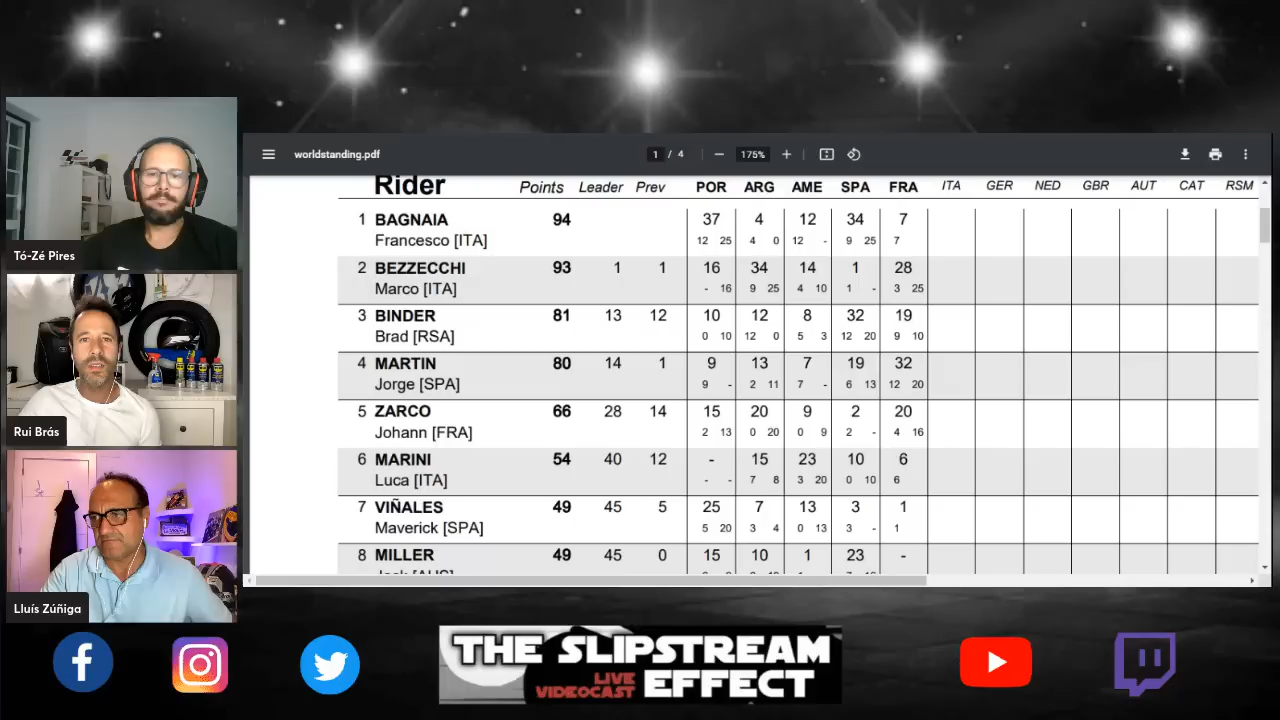 worldstanding.pdf 1 / 4 175%
Rider Points Leader Prev POR ARG AME SPA FRA ITA GER NED GBR AUT CAT RSM
1 BAGNAIA 94 37 4 12 34 7
Francesco [ITA] 12 25 4 0 12 - 9 25 7
2 BEZZECCHI 93 1 1 16 34 14 1 28
Marco [ITA] - 16 9 25 4 10 1 - 3 25
3 BINDER 81 13 12 10 12 8 32 19
Brad [RSA] 0 10 12 0 5 3 12 20 9 10
4 MARTIN 80 14 1 9 13 7 19 32
Jorge [SPA] 9 - 2 11 7 - 6 13 12 20
5 ZARCO 66 28 14 15 20 9 2 20
Johann [FRA] 2 13 0 20 0 9 2 - 4 16
6 MARINI 54 40 12 - 15 23 10 6
Luca [ITA] - - 7 8 3 20 0 10 6
7 VIÑALES 49 45 5 25 7 13 3 1
Maverick [SPA] 5 20 3 4 0 13 3 - 1
8 MILLER 49 45 0 15 10 1 23 -
Tó-Zé Pires
Rui Brás
Lluís Zúñiga
THE SLIPSTREAM
LIVE
VIDEOCAST
EFFECT